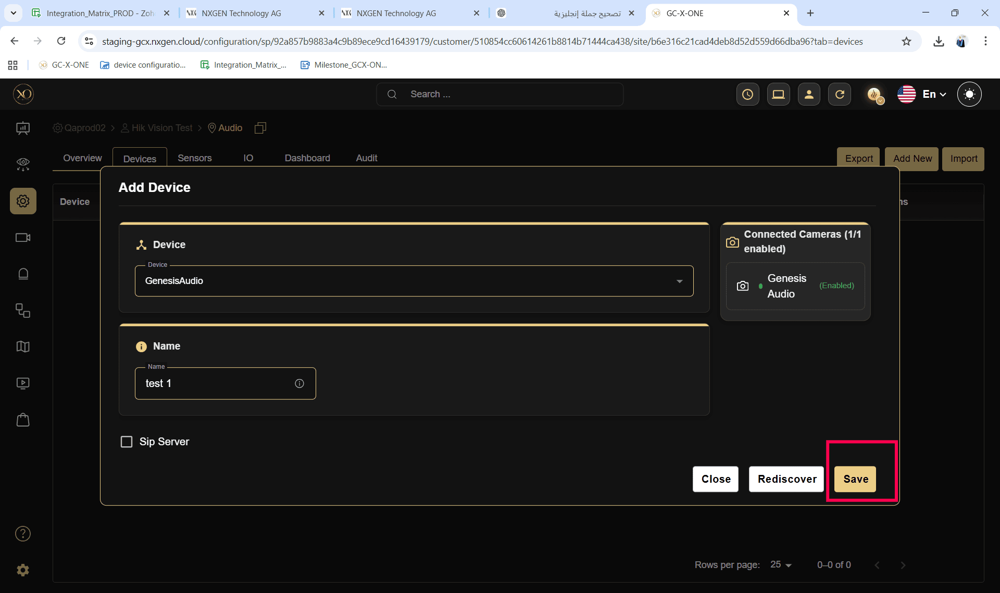 Integration_Matrix_PROD - Zoh
NXGEN Technology AG
NXGEN Technology AG
تصحيح جملة إنجليزية
GC-X-ONE
staging-gcx.nxgen.cloud/configuration/sp/92a857b9883a4c9b89ece9cd16439179/customer/510854cc60614261b8814b71444ca438/site/b6e316c21cad4deb8d52d559d66dba96?tab=devices
GC-X-ONE
device configuratio...
Integration_Matrix_...
Milestone_GCX-ON...
XO
Search ...
En
Qaprod02 > Hik Vision Test > Audio
Overview
Devices
Sensors
IO
Dashboard
Audit
Export
Add New
Import
Device
ns
Add Device
Device
Device
GenesisAudio
Connected Cameras (1/1
enabled)
Genesis
Audio
(Enabled)
Name
Name
test 1
Sip Server
Close
Rediscover
Save
Rows per page: 25
0–0 of 0